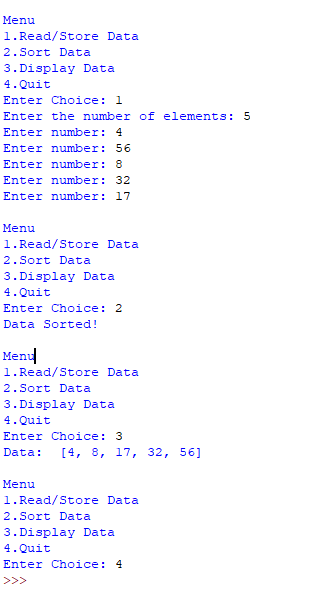 Menu
1.Read/Store Data
2.Sort Data
3.Display Data
4.Quit
Enter Choice: 1
Enter the number of elements: 5
Enter number: 4
Enter number: 56
Enter number: 8
Enter number: 32
Enter number: 17
Menu
1.Read/Store Data
2.Sort Data
3.Display Data
4.Quit
Enter Choice: 2
Data Sorted!
Menu
1.Read/Store Data
2.Sort Data
3.Display Data
4.Quit
Enter Choice: 3
Data:  [4, 8, 17, 32, 56]
Menu
1.Read/Store Data
2.Sort Data
3.Display Data
4.Quit
Enter Choice: 4
>>>